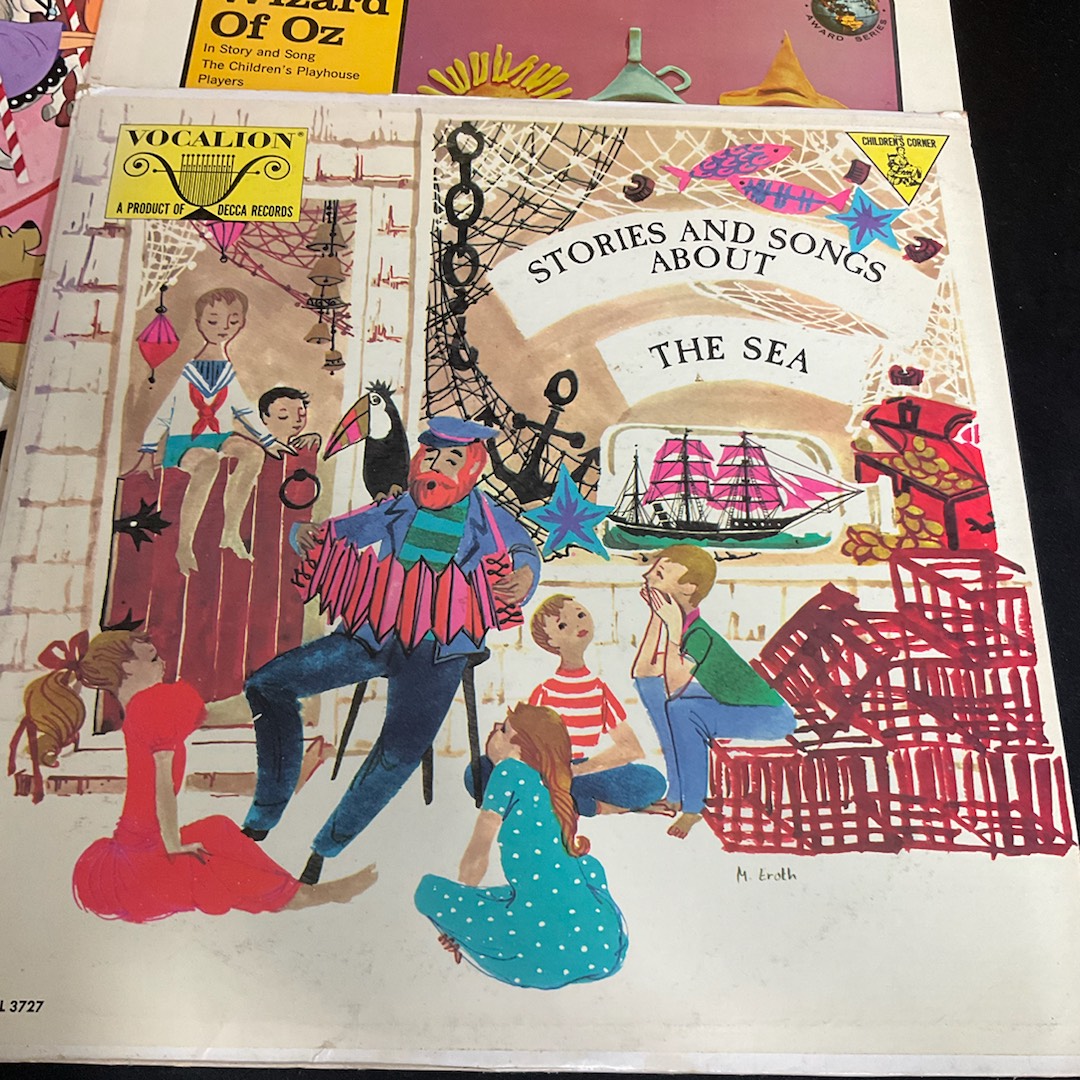 Wizard
Of Oz
In Story and Song
The Children's Playhouse
Players
AWARD SERIES
VOCALION®
A PRODUCT OF DECCA RECORDS
CHILDREN'S CORNER
STORIES AND SONGS
ABOUT
THE SEA
M. Eroth
L 3727